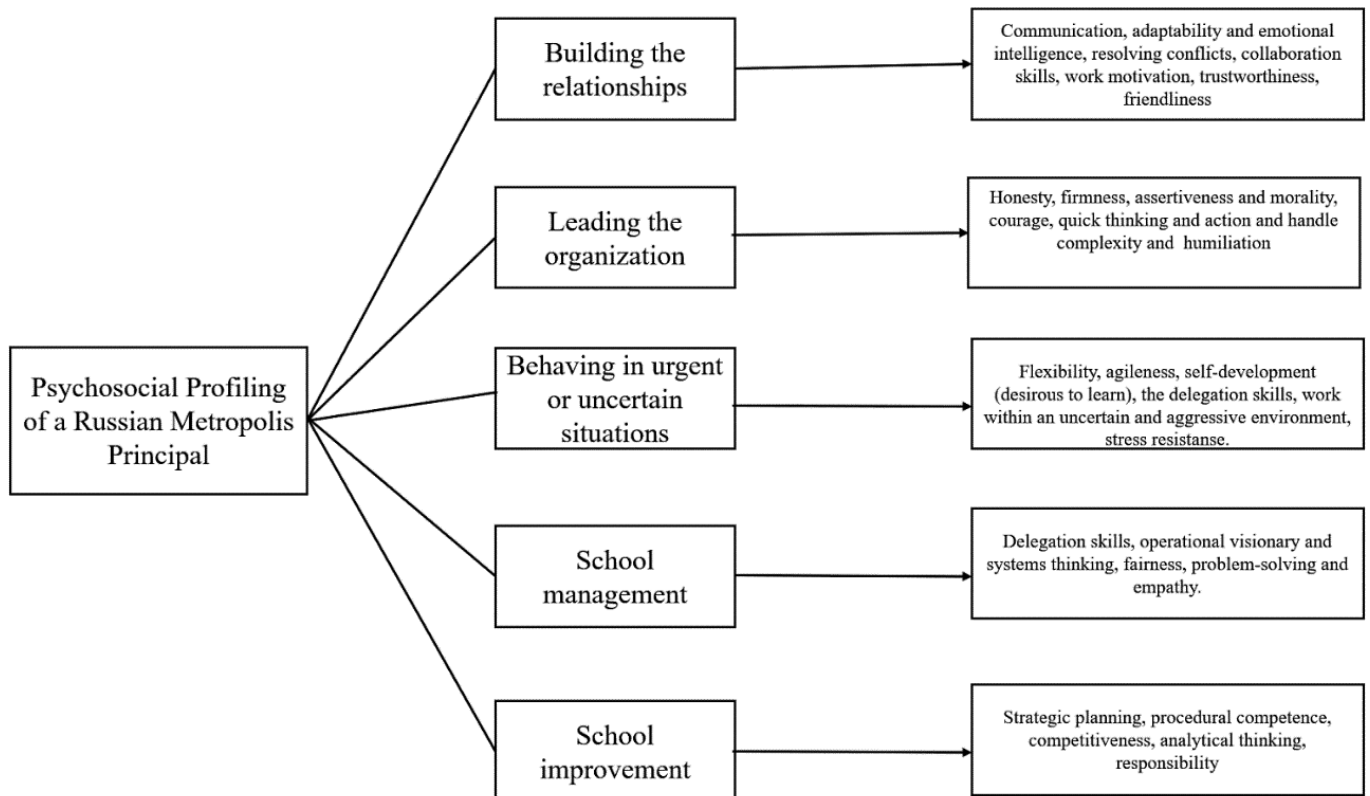 Psychosocial Profiling
of a Russian Metropolis
Principal
Building the
relationships
Communication, adaptability and emotional
intelligence, resolving conflicts, collaboration
skills, work motivation, trustworthiness,
friendliness
Leading the
organization
Honesty, firmness, assertiveness and morality,
courage, quick thinking and action and handle
complexity and humiliation
Behaving in urgent
or uncertain
situations
Flexibility, agileness, self-development
(desirous to learn), the delegation skills, work
within an uncertain and aggressive environment,
stress resistanse.
School
management
Delegation skills, operational visionary and
systems thinking, fairness, problem-solving and
empathy.
School
improvement
Strategic planning, procedural competence,
competitiveness, analytical thinking,
responsibility